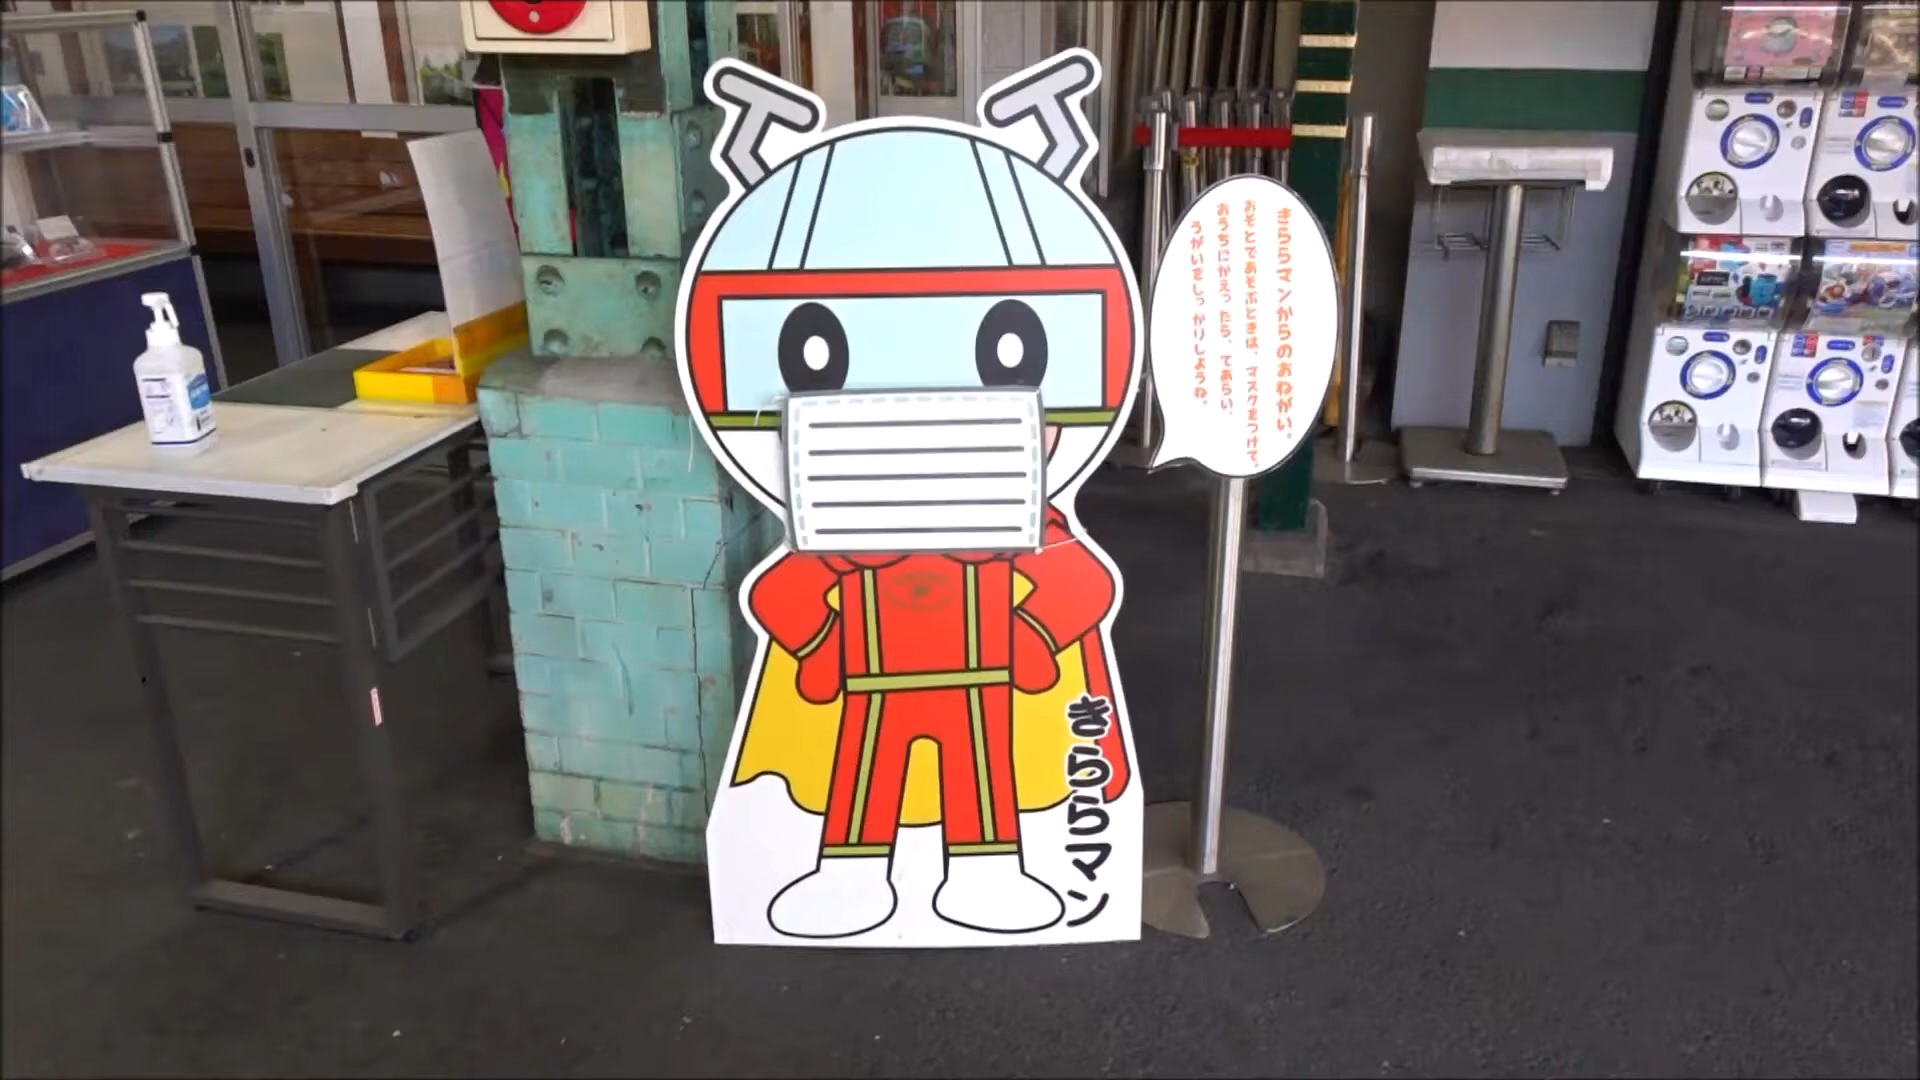 きららマンからのおねがい。
おそとであそぶときは、マスクをつけて、
おうちにかえったら、てあらい、
うがいをしっかりしようね。
きららマン